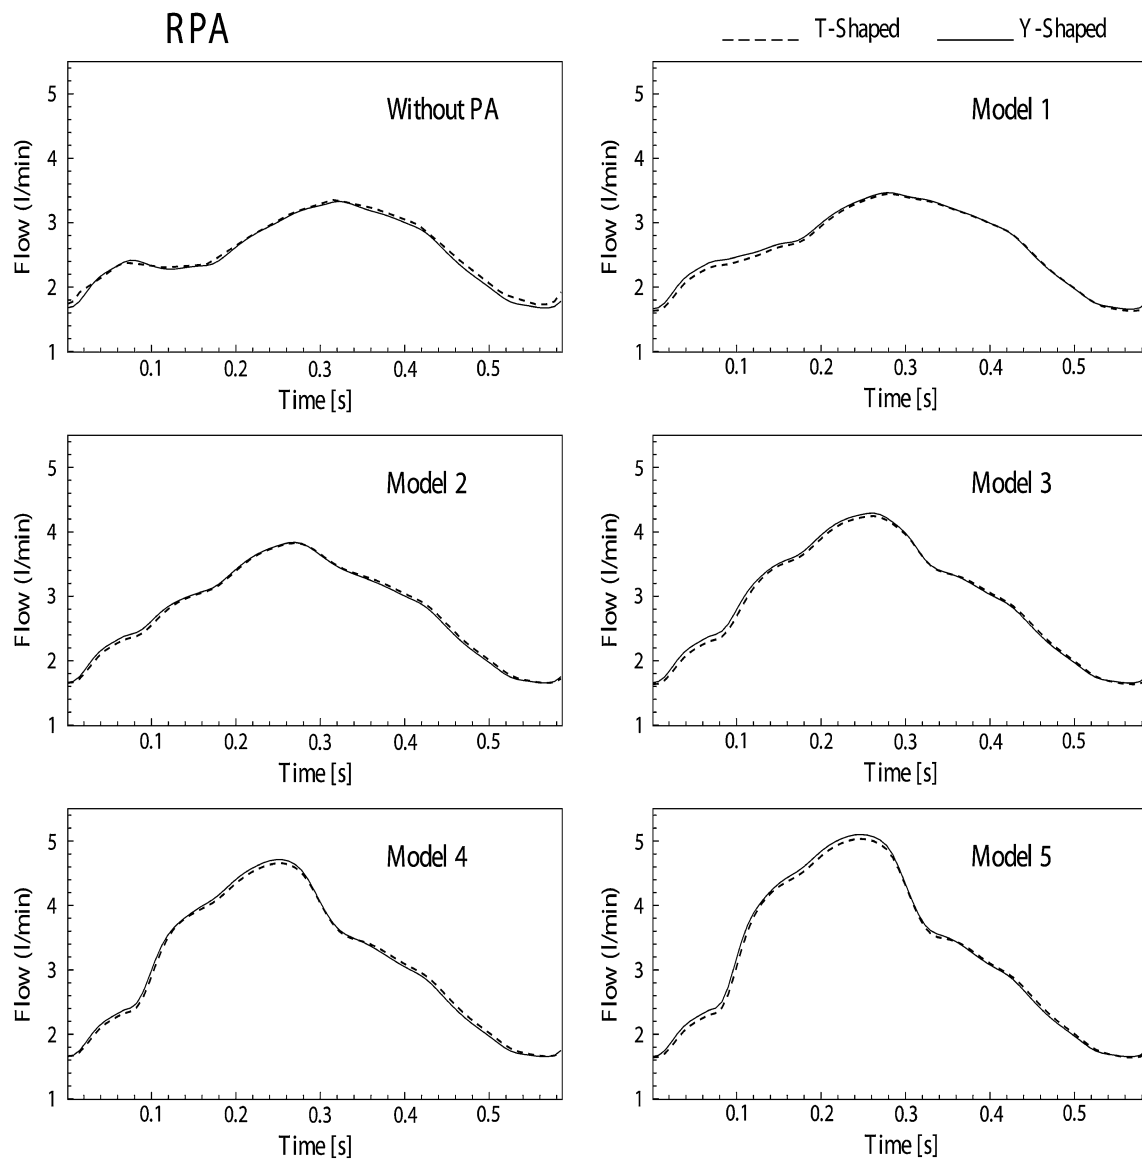 RPA
T-Shaped Y-Shaped
Without PA
Flow (l/min)
5
4
3
2
1
0.1 0.2 0.3 0.4 0.5
Time [s]
Model 1
Flow (l/min)
5
4
3
2
1
0.1 0.2 0.3 0.4 0.5
Time [s]
Model 2
Flow (l/min)
5
4
3
2
1
0.1 0.2 0.3 0.4 0.5
Time [s]
Model 3
Flow (l/min)
5
4
3
2
1
0.1 0.2 0.3 0.4 0.5
Time [s]
Model 4
Flow (l/min)
5
4
3
2
1
0.1 0.2 0.3 0.4 0.5
Time [s]
Model 5
Flow (l/min)
5
4
3
2
1
0.1 0.2 0.3 0.4 0.5
Time [s]